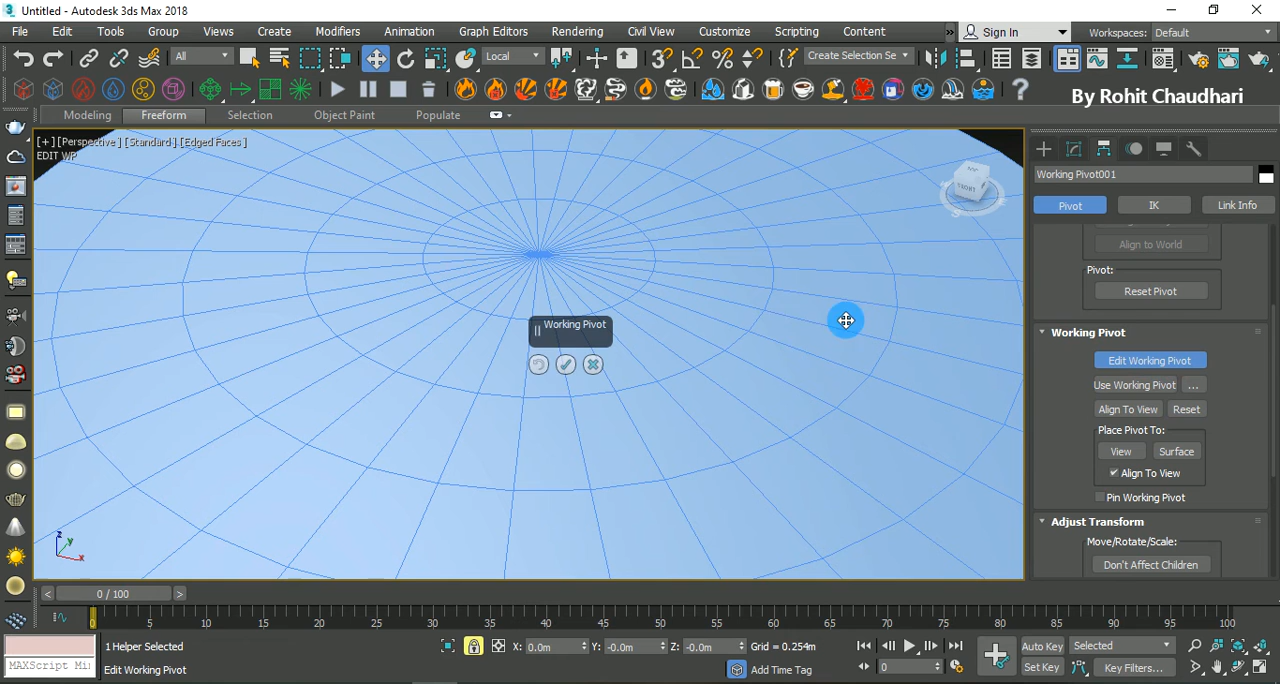 Untitled - Autodesk 3ds Max 2018
File Edit Tools Group Views Create Modifiers Animation Graph Editors Rendering Civil View Customize Scripting Content » Sign In Workspaces: Default
All Local Create Selection Se
By Rohit Chaudhari
Modeling Freeform Selection Object Paint Populate
[+] [Perspective ] [Standard ] [Edged Faces ]
EDIT WP
Working Pivot001
Pivot IK Link Info
Align to World
Pivot:
Reset Pivot
Working Pivot
Working Pivot
Edit Working Pivot
Use Working Pivot ...
Align To View Reset
Place Pivot To:
View Surface
Align To View
Pin Working Pivot
Adjust Transform
Move/Rotate/Scale:
Don't Affect Children
z y x
< 0 / 100 >
0 5 10 15 20 25 30 35 40 45 50 55 60 65 70 75 80 85 90 95 100
1 Helper Selected X: 0.0m Y: -0.0m Z: -0.0m Grid = 0.254m Auto Key Selected
MAXScript Mi: Edit Working Pivot Add Time Tag 0 Set Key Key Filters...